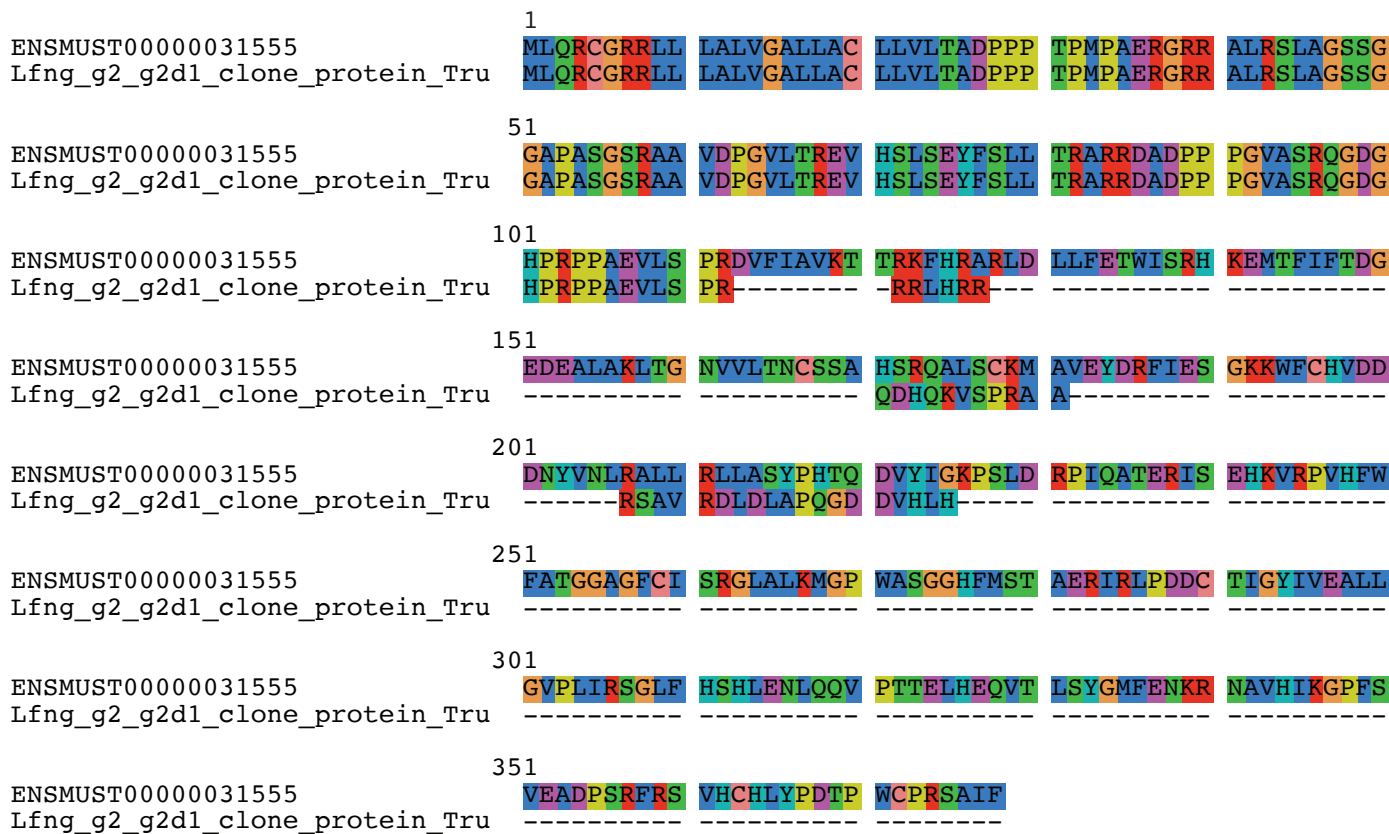 1
ENSMUST00000031555 MLQRCGRRLL LALVGALLAC LLVLTADPPP TPMPAERGRR ALRSLAGSSG
Lfng_g2_g2d1_clone_protein_Tru MLQRCGRRLL LALVGALLAC LLVLTADPPP TPMPAERGRR ALRSLAGSSG
51
ENSMUST00000031555 GAPASGSRAA VDPGVLTREV HSLSEYFSLL TRARRDADPP PGVASRQGDG
Lfng_g2_g2d1_clone_protein_Tru GAPASGSRAA VDPGVLTREV HSLSEYFSLL TRARRDADPP PGVASRQGDG
101
ENSMUST00000031555 HPRPPAEVLS PRDVFIAVKT TRKFHRARLD LLFETWISRH KEMTFIFTDG
Lfng_g2_g2d1_clone_protein_Tru HPRPPAEVLS PR-------- -RRLHRR--- ---------- ----------
151
ENSMUST00000031555 EDEALAKLTG NVVLTNCSSA HSRQALSCKM AVEYDRFIES GKKWFCHVDD
Lfng_g2_g2d1_clone_protein_Tru ---------- ---------- QDHQKVSPRA A--------- ----------
201
ENSMUST00000031555 DNYVNLRALL RLLASYPHTQ DVYIGKPSLD RPIQATERIS EHKVRPVHFW
Lfng_g2_g2d1_clone_protein_Tru ------RSAV RDLDLAPQGD DVHLH----- ---------- ----------
251
ENSMUST00000031555 FATGGAGFCI SRGLALKMGP WASGGHFMST AERIRLPDDC TIGYIVEALL
Lfng_g2_g2d1_clone_protein_Tru ---------- ---------- ---------- ---------- ----------
301
ENSMUST00000031555 GVPLIRSGLF HSHLENLQQV PTTELHEQVT LSYGMFENKR NAVHIKGPFS
Lfng_g2_g2d1_clone_protein_Tru ---------- ---------- ---------- ---------- ----------
351
ENSMUST00000031555 VEADPSRFRS VHCHLYPDTP WCPRSAIF
Lfng_g2_g2d1_clone_protein_Tru ---------- ---------- --------